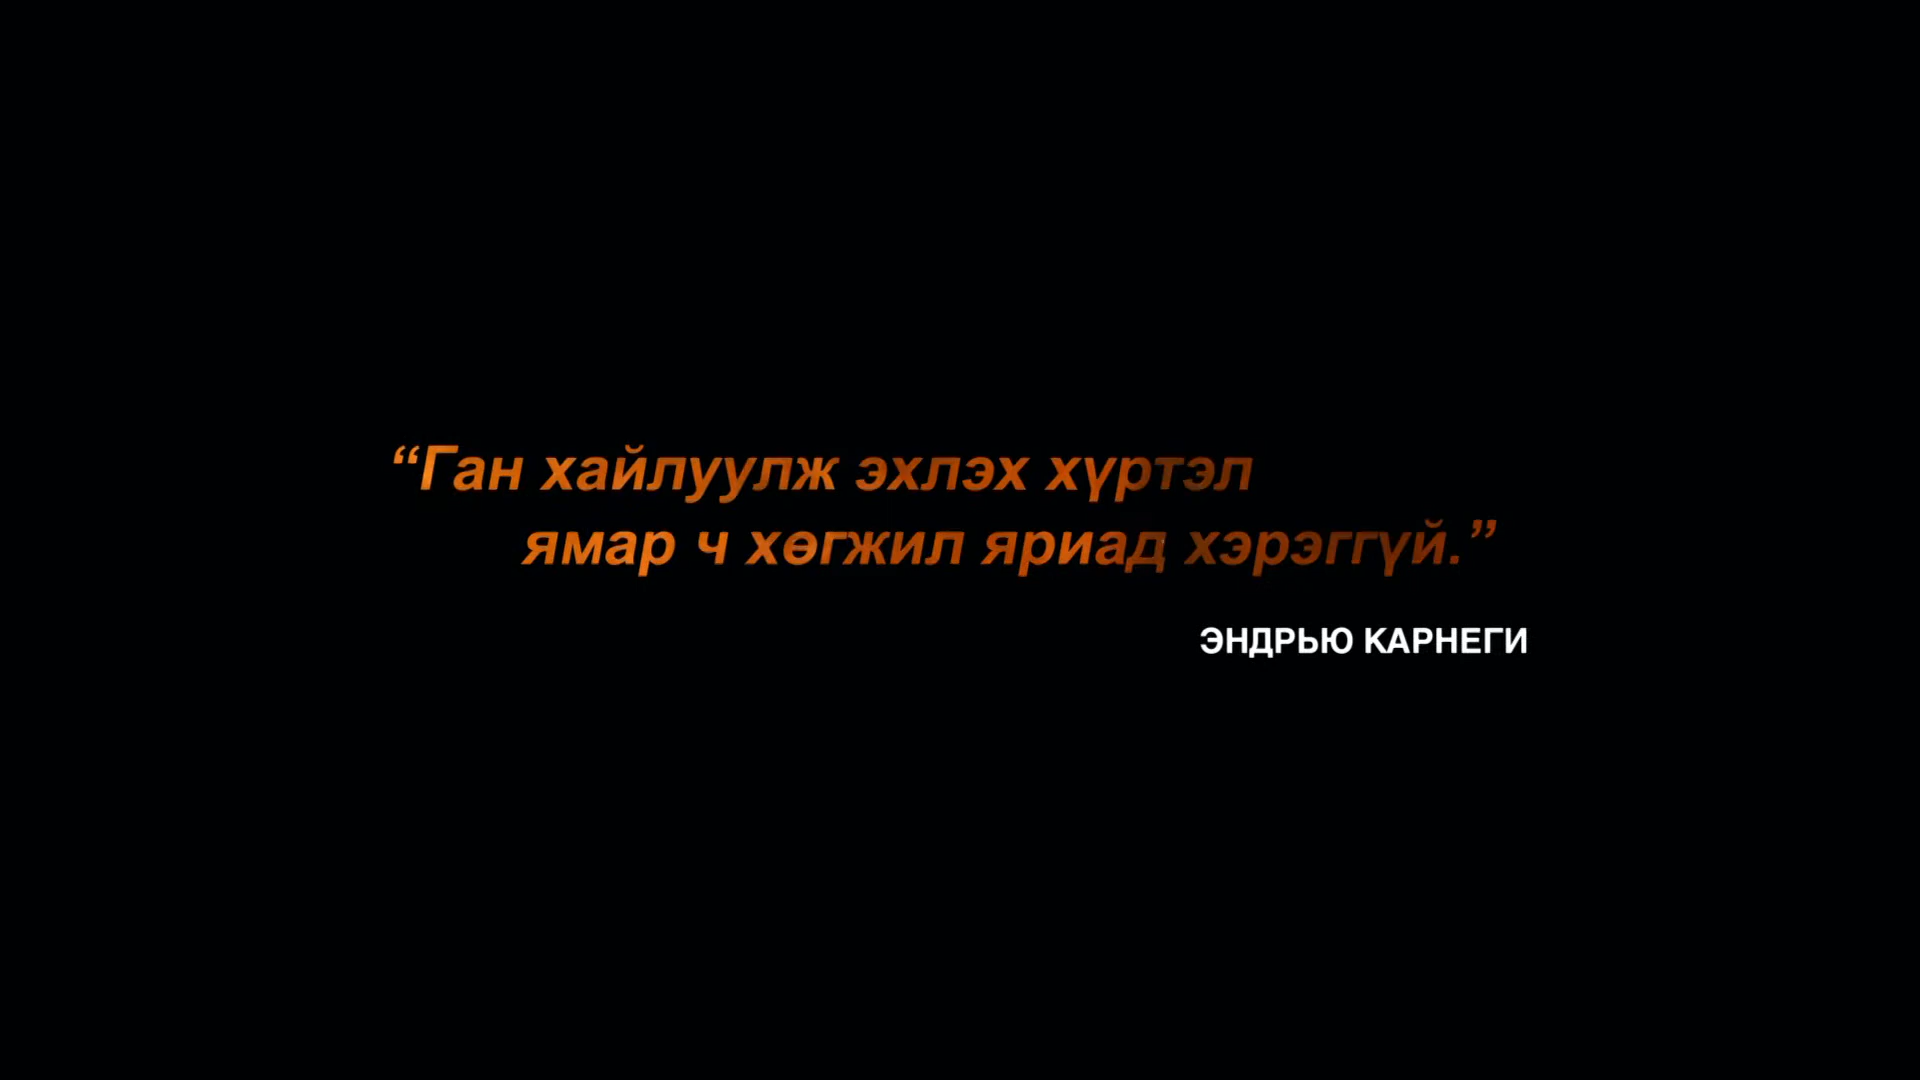 “Ган хайлуулж эхлэх хүртэл
ямар ч хөгжил яриад хэрэггүй.”
ЭНДРЬЮ КАРНЕГИ